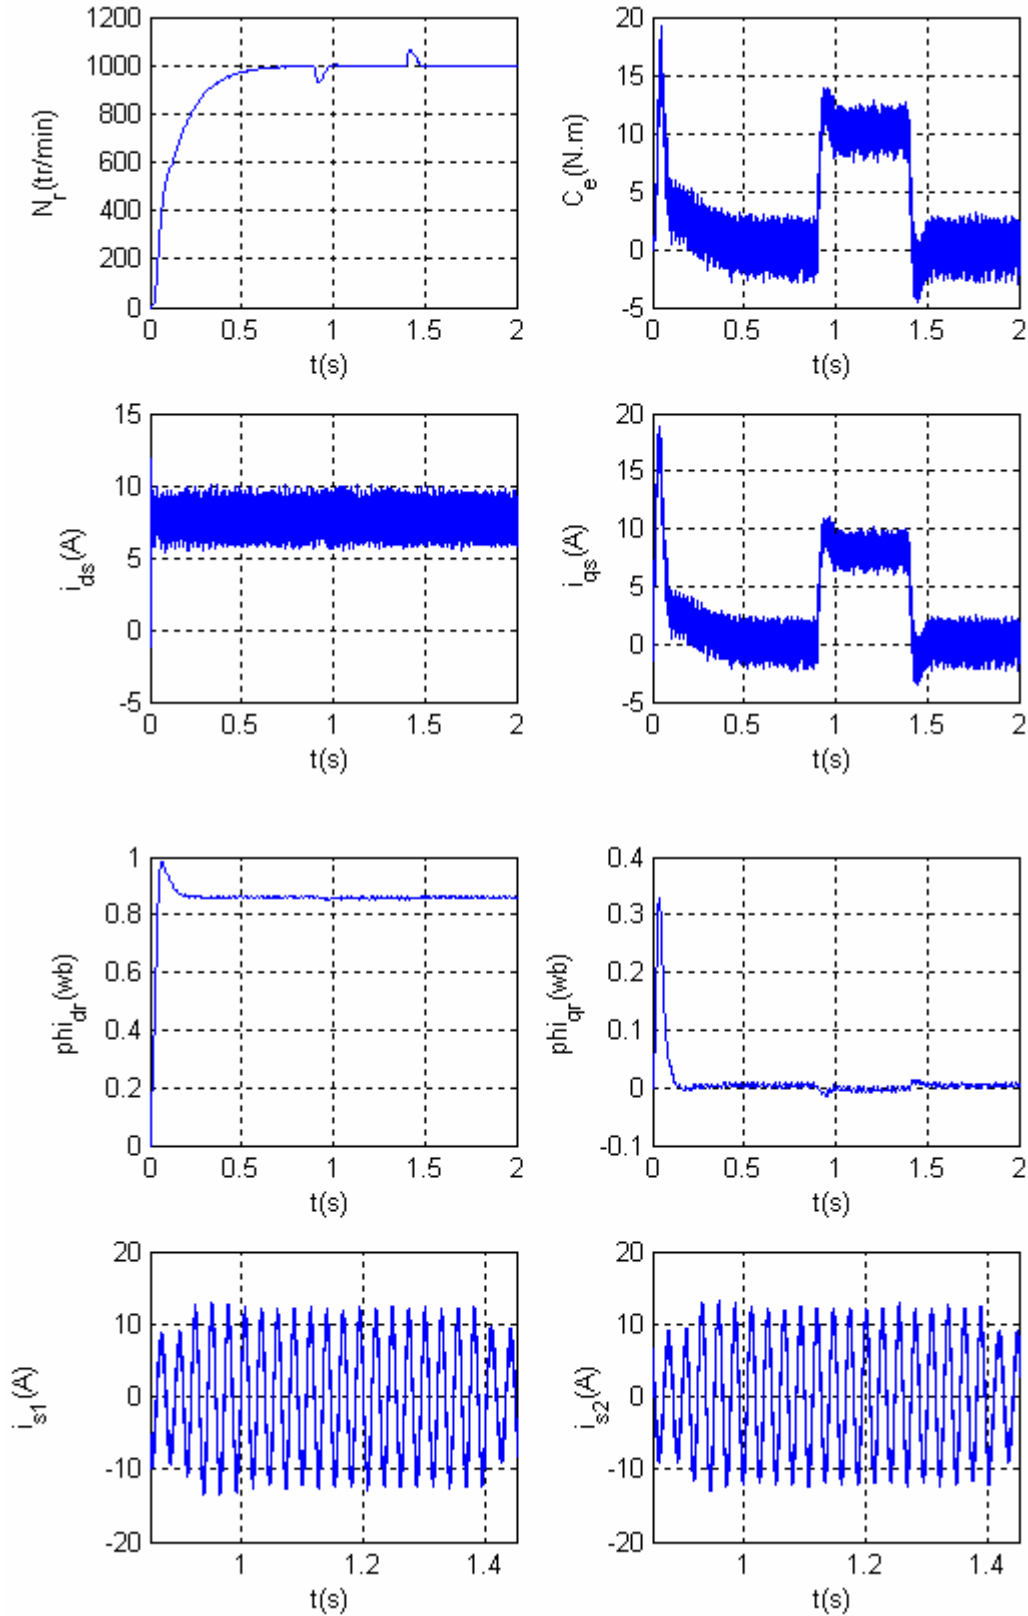 1200
1000
800
600
400
200
0
N_r(tr/min)
0 0.5 1 1.5 2
t(s)
20
15
10
5
0
-5
C_e(N.m)
0 0.5 1 1.5 2
t(s)
15
10
5
0
-5
i_ds(A)
0 0.5 1 1.5 2
t(s)
20
15
10
5
0
-5
i_qs(A)
0 0.5 1 1.5 2
t(s)
1
0.8
0.6
0.4
0.2
0
phi_dr(wb)
0 0.5 1 1.5 2
t(s)
0.4
0.3
0.2
0.1
0
-0.1
phi_qr(wb)
0 0.5 1 1.5 2
t(s)
20
10
0
-10
-20
i_s1(A)
1 1.2 1.4
t(s)
20
10
0
-10
-20
i_s2(A)
1 1.2 1.4
t(s)